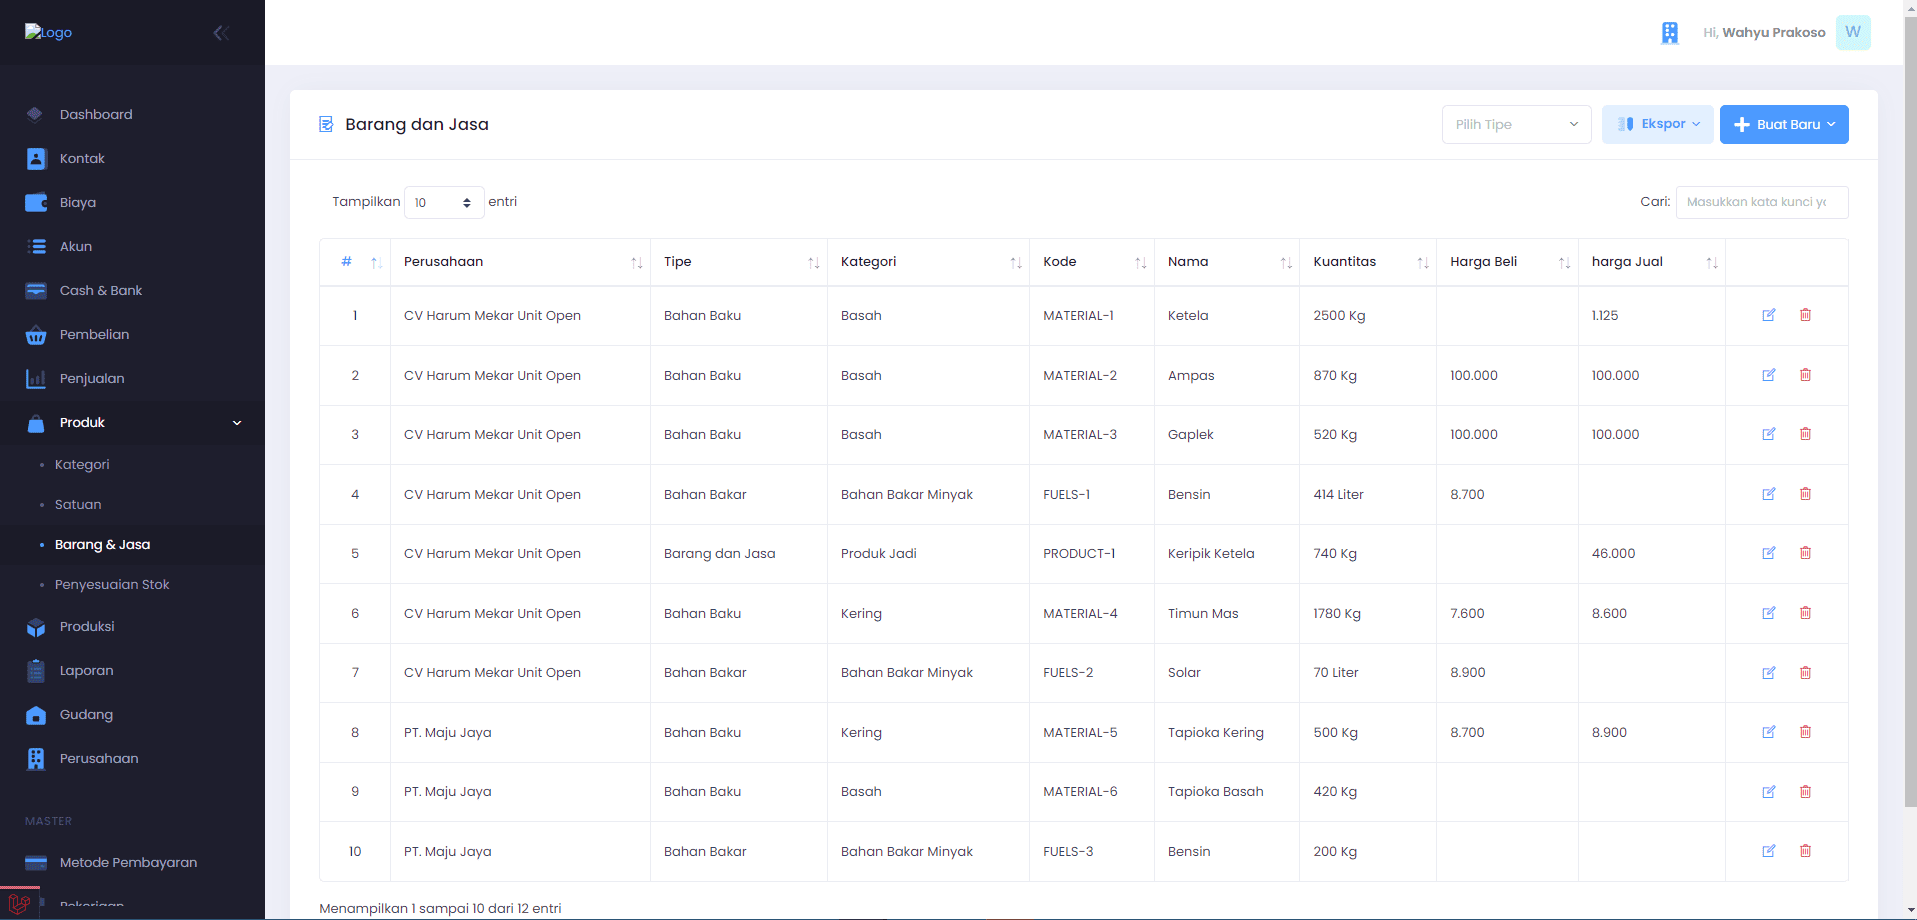 Logo
Hi, Wahyu Prakoso W
Dashboard
Kontak
Biaya
Akun
Cash & Bank
Pembelian
Penjualan
Produk
Kategori
Satuan
Barang & Jasa
Penyesuaian Stok
Produksi
Laporan
Gudang
Perusahaan
MASTER
Metode Pembayaran
Pekerjaan
Barang dan Jasa
Pilih Tipe
Ekspor
Buat Baru
Tampilkan 10 entri
Cari: Masukkan kata kunci yc
# Perusahaan Tipe Kategori Kode Nama Kuantitas Harga Beli harga Jual
1 CV Harum Mekar Unit Open Bahan Baku Basah MATERIAL-1 Ketela 2500 Kg 1.125
2 CV Harum Mekar Unit Open Bahan Baku Basah MATERIAL-2 Ampas 870 Kg 100.000 100.000
3 CV Harum Mekar Unit Open Bahan Baku Basah MATERIAL-3 Gaplek 520 Kg 100.000 100.000
4 CV Harum Mekar Unit Open Bahan Bakar Bahan Bakar Minyak FUELS-1 Bensin 414 Liter 8.700
5 CV Harum Mekar Unit Open Barang dan Jasa Produk Jadi PRODUCT-1 Keripik Ketela 740 Kg 46.000
6 CV Harum Mekar Unit Open Bahan Baku Kering MATERIAL-4 Timun Mas 1780 Kg 7.600 8.600
7 CV Harum Mekar Unit Open Bahan Bakar Bahan Bakar Minyak FUELS-2 Solar 70 Liter 8.900
8 PT. Maju Jaya Bahan Baku Kering MATERIAL-5 Tapioka Kering 500 Kg 8.700 8.900
9 PT. Maju Jaya Bahan Baku Basah MATERIAL-6 Tapioka Basah 420 Kg
10 PT. Maju Jaya Bahan Bakar Bahan Bakar Minyak FUELS-3 Bensin 200 Kg
Menampilkan 1 sampai 10 dari 12 entri